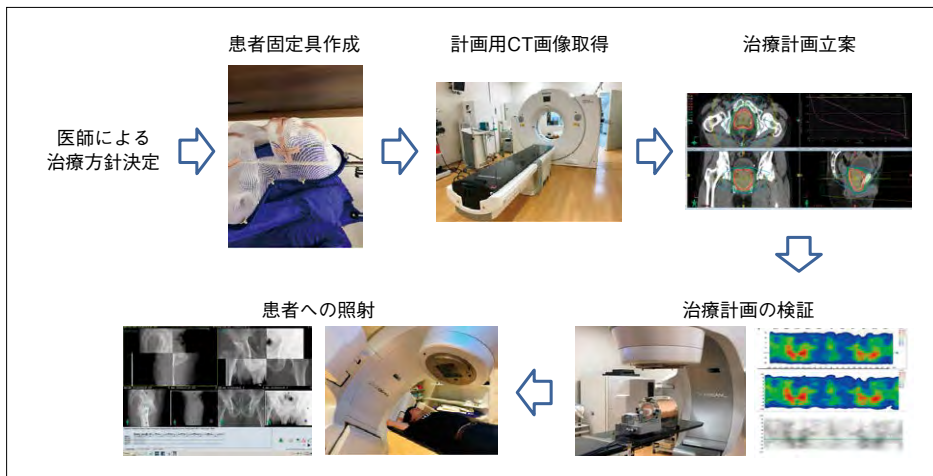 患者固定具作成
計画用CT画像取得
治療計画立案
医師による
治療方針決定
患者への照射
治療計画の検証